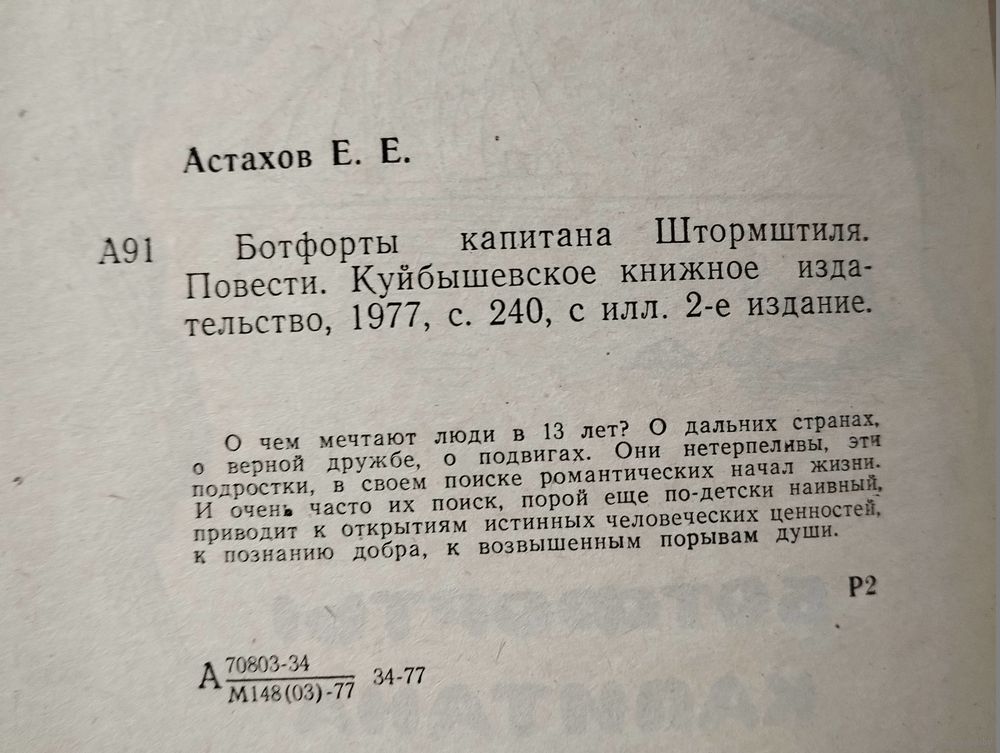 Астахов Е. Е.
А91 Ботфорты капитана Штормштиля.
Повести. Куйбышевское книжное изда-
тельство, 1977, с. 240, с илл. 2-е издание.
О чем мечтают люди в 13 лет? О дальних странах,
о верной дружбе, о подвигах. Они нетерпеливы, эти
подростки, в своем поиске романтических начал жизни.
И очень часто их поиск, порой еще по-детски наивный,
приводит к открытиям истинных человеческих ценностей,
к познанию добра, к возвышенным порывам души.
Р2
А 70803-34
М148(03)-77 34-77
БОТФОРТЫ
КАПИТАНА